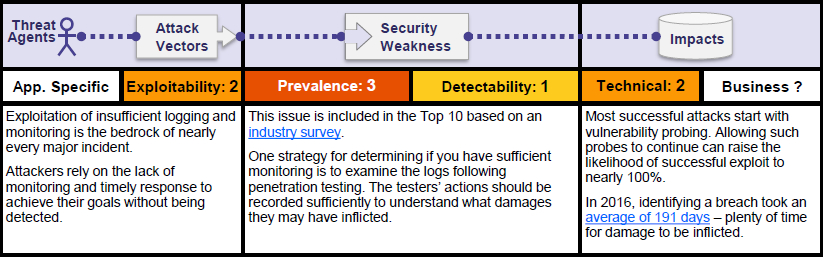 Threat
Agents
Attack
Vectors
Security
Weakness
Impacts
App. Specific
Exploitability: 2
Prevalence: 3
Detectability: 1
Technical: 2
Business ?
Exploitation of insufficient logging and
monitoring is the bedrock of nearly
every major incident.
Attackers rely on the lack of
monitoring and timely response to
achieve their goals without being
detected.
This issue is included in the Top 10 based on an
industry survey.
One strategy for determining if you have sufficient
monitoring is to examine the logs following
penetration testing. The testers’ actions should be
recorded sufficiently to understand what damages
they may have inflicted.
Most successful attacks start with
vulnerability probing. Allowing such
probes to continue can raise the
likelihood of successful exploit to
nearly 100%.
In 2016, identifying a breach took an
average of 191 days – plenty of time
for damage to be inflicted.